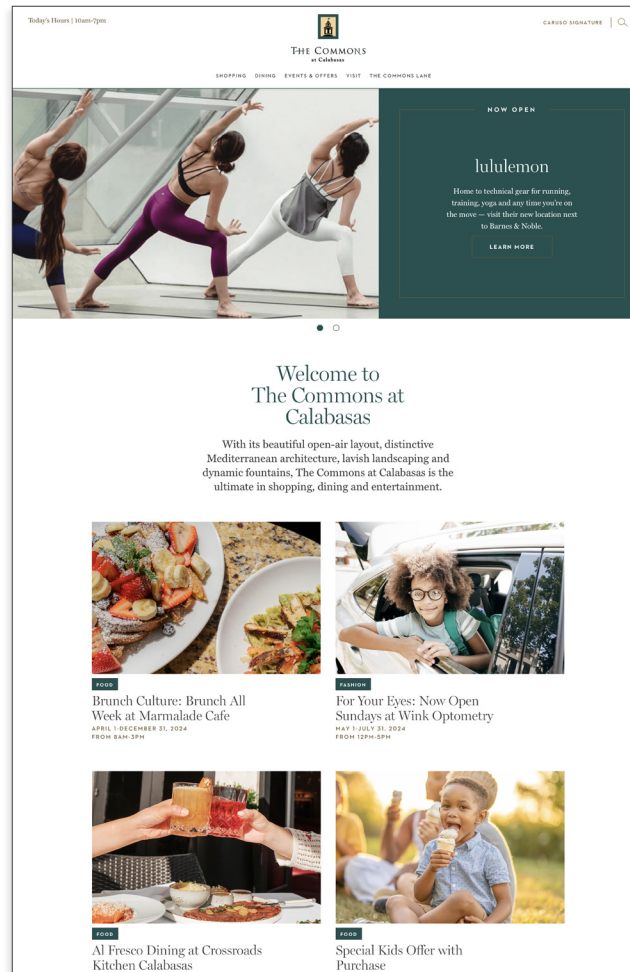 Today's Hours | 10am-7pm
CARUSO SIGNATURE
THE COMMONS
at Calabasas
SHOPPING DINING EVENTS & OFFERS VISIT THE COMMONS LANE
NOW OPEN
lululemon
Home to technical gear for running,
training, yoga and any time you're on
the move — visit their new location next
to Barnes & Noble.
LEARN MORE
Welcome to
The Commons at
Calabasas
With its beautiful open-air layout, distinctive
Mediterranean architecture, lavish landscaping and
dynamic fountains, The Commons at Calabasas is the
ultimate in shopping, dining and entertainment.
FOOD
Brunch Culture: Brunch All
Week at Marmalade Cafe
APRIL 1-DECEMBER 31, 2024
FROM 8AM-3PM
FASHION
For Your Eyes: Now Open
Sundays at Wink Optometry
MAY 1-JULY 31, 2024
FROM 12PM-5PM
FOOD
Al Fresco Dining at Crossroads
Kitchen Calabasas
FOOD
Special Kids Offer with
Purchase